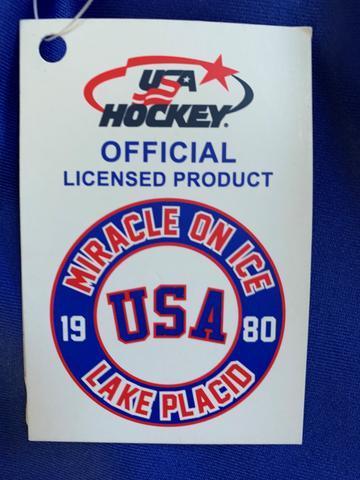 USA
HOCKEY®
OFFICIAL
LICENSED PRODUCT
MIRACLE ON ICE
19 USA 80
LAKE PLACID